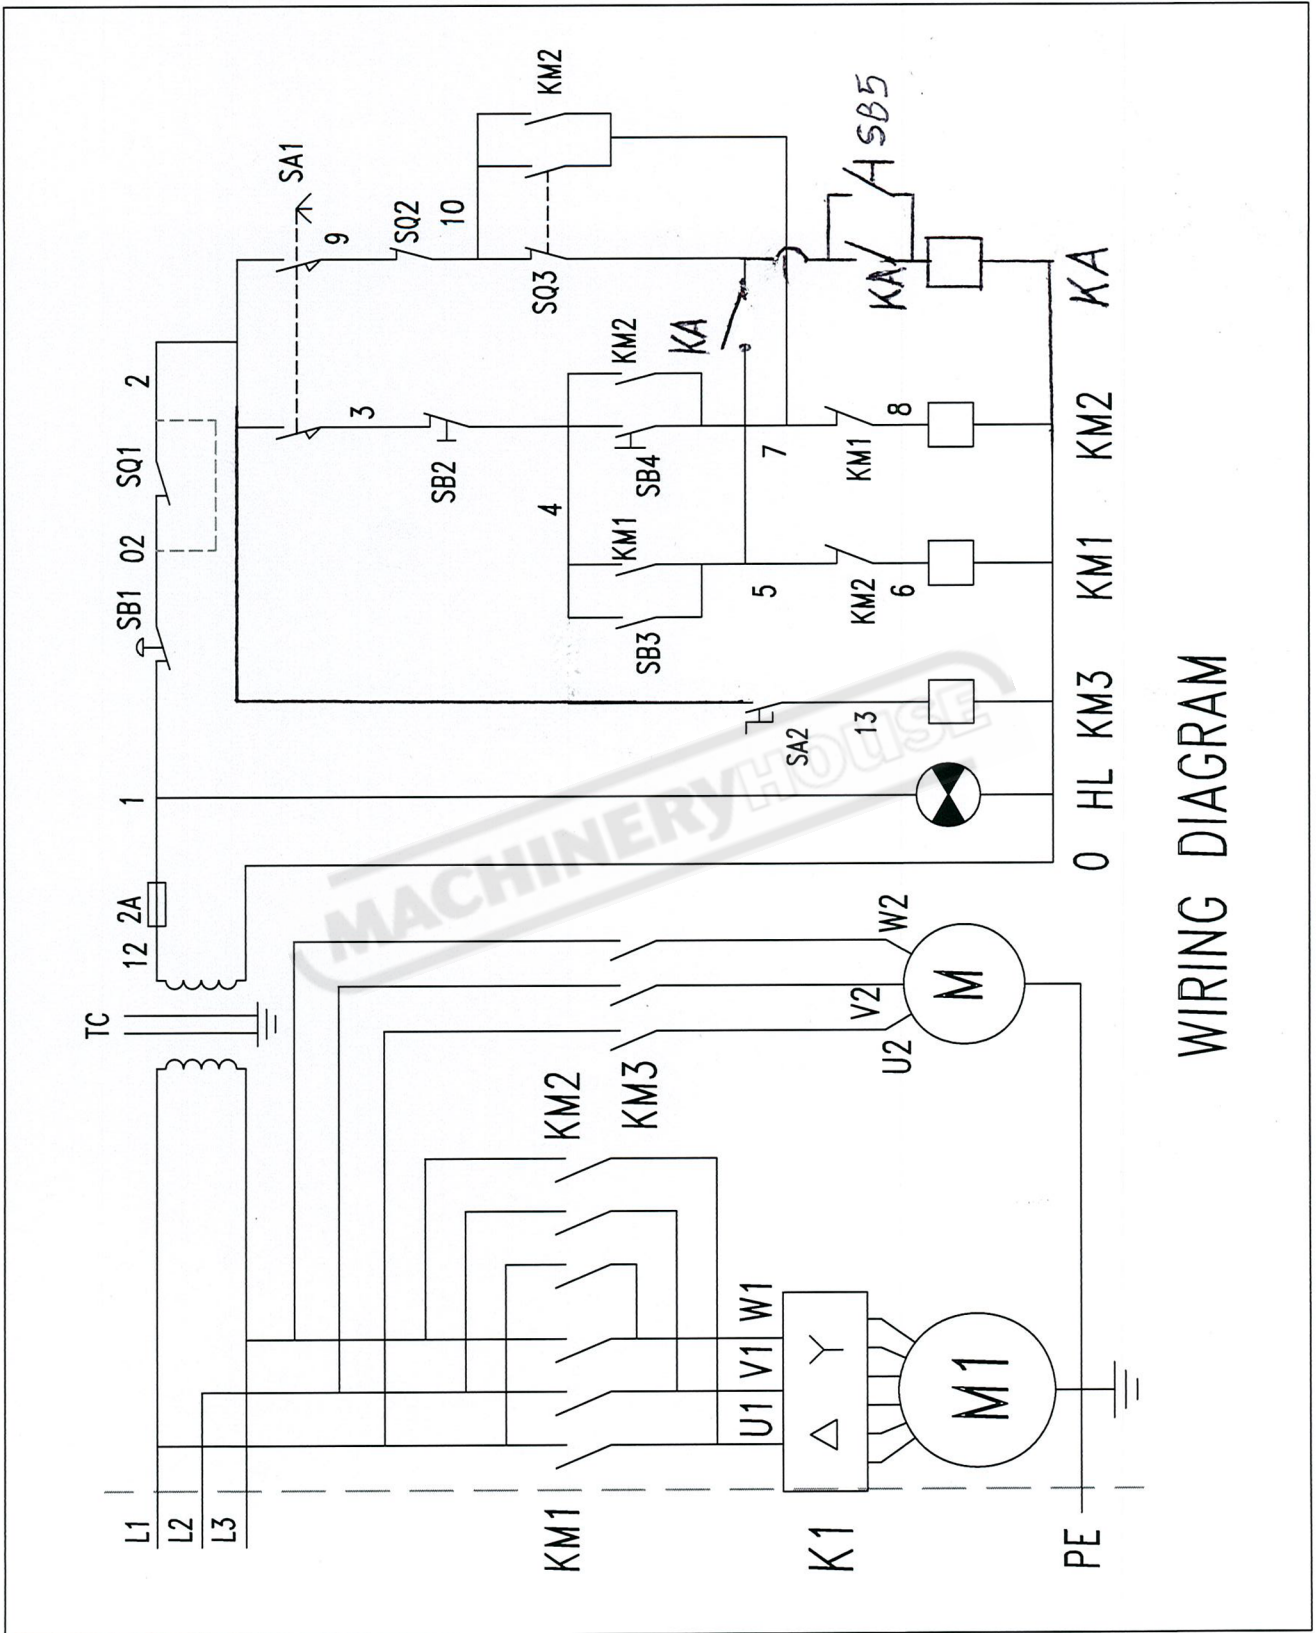 L1
L2
L3
TC
12
2A
1
SB1
02
SQ1
2
SA1
3
9
SB2
SQ2
10
SQ3
KM2
4
SB3
KM1
SB4
KM2
KA
5
7
KM2
6
KM1
8
KA
SB5
SA2
13
KM1
KM2
KM3
U1
V1
W1
U2
V2
W2
K1
M1
M
PE
0
HL
KM3
KM1
KM2
KA
WIRING DIAGRAM
MACHINERYHOUSE